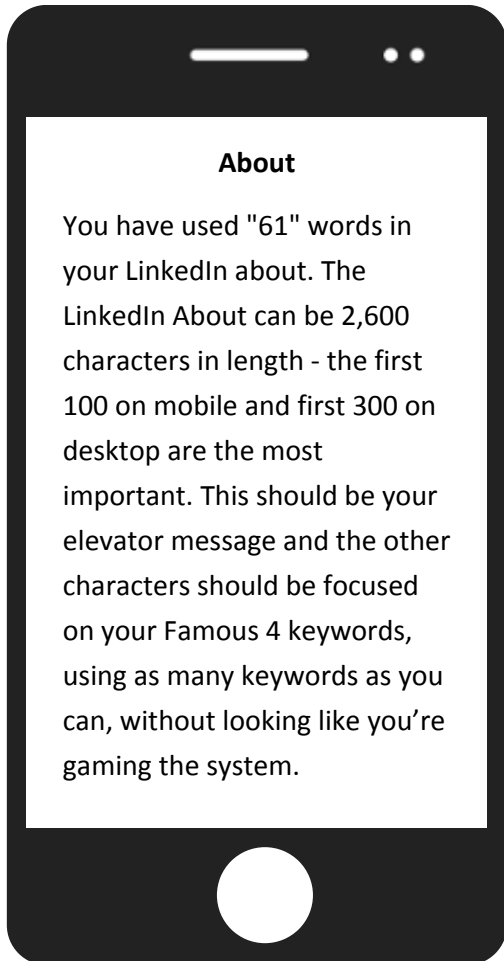 About
You have used "61" words in
your LinkedIn about. The
LinkedIn About can be 2,600
characters in length - the first
100 on mobile and first 300 on
desktop are the most
important. This should be your
elevator message and the other
characters should be focused
on your Famous 4 keywords,
using as many keywords as you
can, without looking like you’re
gaming the system.